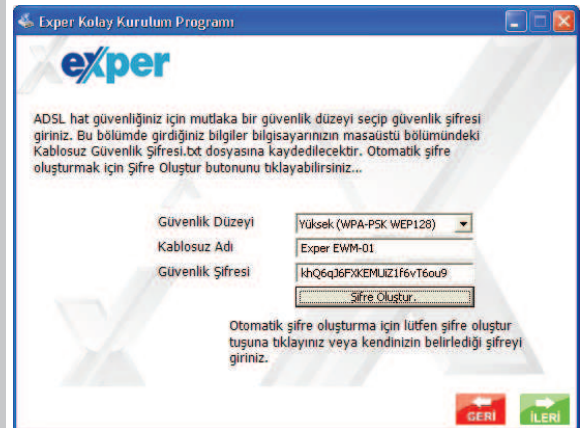 Exper Kolay Kurulum Programı
exper
ADSL hat güvenliğiniz için mutlaka bir güvenlik düzeyi seçip güvenlik şifresi
giriniz. Bu bölümde girdiğiniz bilgiler bilgisayarınızın masaüstü bölümündeki
Kablosuz Güvenlik Şifresi.txt dosyasına kaydedilecektir. Otomatik şifre
oluşturmak için Şifre Oluştur butonunu tıklayabilirsiniz...
Güvenlik Düzeyi Yüksek (WPA-PSK WEP128)
Kablosuz Adı Exper EWM-01
Güvenlik Şifresi khQ6qJ6FXKEMUiZ1f6vT6ou9
Şifre Oluştur.
Otomatik şifre oluşturma için lütfen şifre oluştur
tuşuna tıklayınız veya kendinizin belirlediği şifreyi
giriniz.
GERİ İLERİ